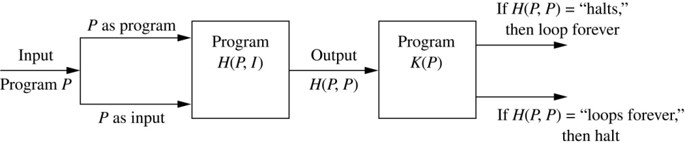 Input
Program P
P as program
P as input
Program
H(P, I)
Output
H(P, P)
Program
K(P)
If H(P, P) = “halts,”
then loop forever
If H(P, P) = “loops forever,”
then halt